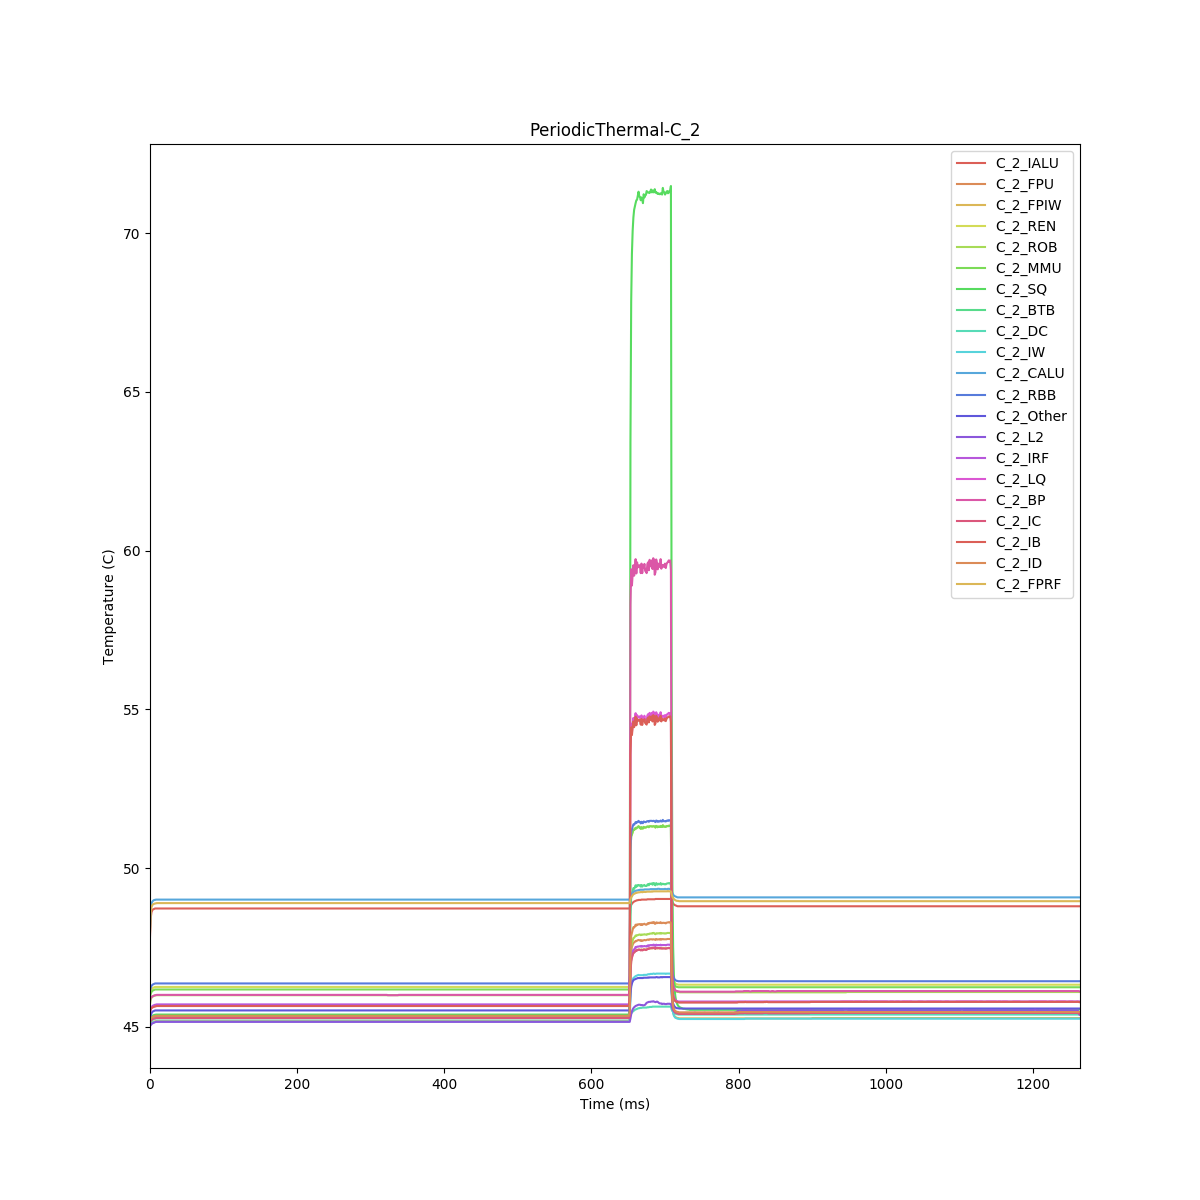 PeriodicThermal-C_2
C_2_IALU
C_2_FPU
C_2_FPIW
C_2_REN
C_2_ROB
C_2_MMU
C_2_SQ
C_2_BTB
C_2_DC
C_2_IW
C_2_CALU
C_2_RBB
C_2_Other
C_2_L2
C_2_IRF
C_2_LQ
C_2_BP
C_2_IC
C_2_IB
C_2_ID
C_2_FPRF
70
65
60
55
50
45
Temperature (C)
0 200 400 600 800 1000 1200
Time (ms)